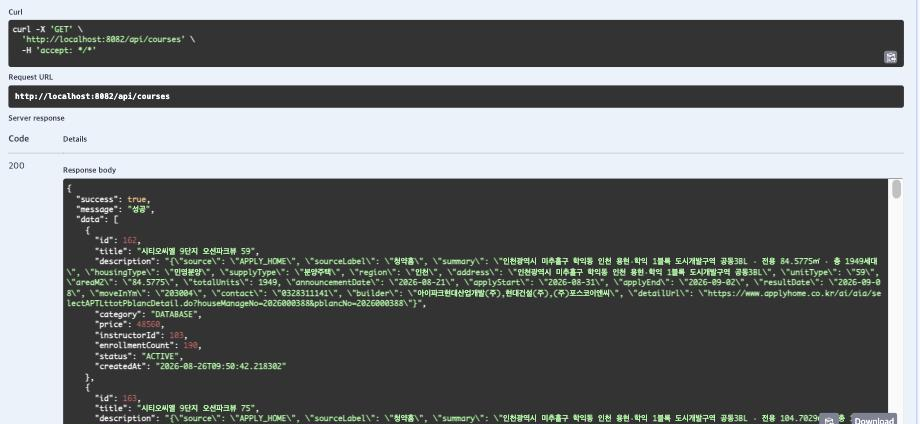 Curl
curl -X 'GET' \
'http://localhost:8082/api/courses' \
-H 'accept: */*'
Request URL
http://localhost:8082/api/courses
Server response
Code Details
200
Response body
{
"success": true,
"message": "성공",
"data": [
{
"id": 162,
"title": "시티오씨엘 9단지 오션파크뷰 59",
"description": "{\"source\": \"APPLY_HOME\", \"sourceLabel\": \"청약홈\", \"summary\": \"인천광역시 미추홀구 학익동 인천 용현·학익 1블록 도시개발구역 공동3BL · 전용 84.5775㎡ · 총 1949세대
\", \"housingType\": \"민영분양\", \"supplyType\": \"분양주택\", \"region\": \"인천\", \"address\": \"인천광역시 미추홀구 학익동 인천 용현·학익 1블록 도시개발구역 공동3BL\", \"unitType\": \"59\",
\"areaM2\": \"84.5775\", \"totalUnits\": 1949, \"announcementDate\": \"2026-08-21\", \"applyStart\": \"2026-08-31\", \"applyEnd\": \"2026-09-02\", \"resultDate\": \"2026-09-0
8\", \"moveInYm\": \"203004\", \"contact\": \"0328311141\", \"builder\": \"아이파크현대산업개발(주),현대건설(주),(주)포스코이앤씨\", \"detailUrl\": \"https://www.applyhome.co.kr/ai/aia/se
lectAPTLttotPblancDetail.do?houseManageNo=2026000388&pblancNo=2026000388\"}",
"category": "DATABASE",
"price": 48560,
"instructorId": 103,
"enrollmentCount": 190,
"status": "ACTIVE",
"createdAt": "2026-08-26T09:50:42.218302"
},
{
"id": 163,
"title": "시티오씨엘 9단지 오션파크뷰 75",
"description": "{\"source\": \"APPLY_HOME\", \"sourceLabel\": \"청약홈\", \"summary\": \"인천광역시 미추홀구 학익동 인천 용현·학익 1블록 도시개발구역 공동3BL · 전용 104.7029
Download